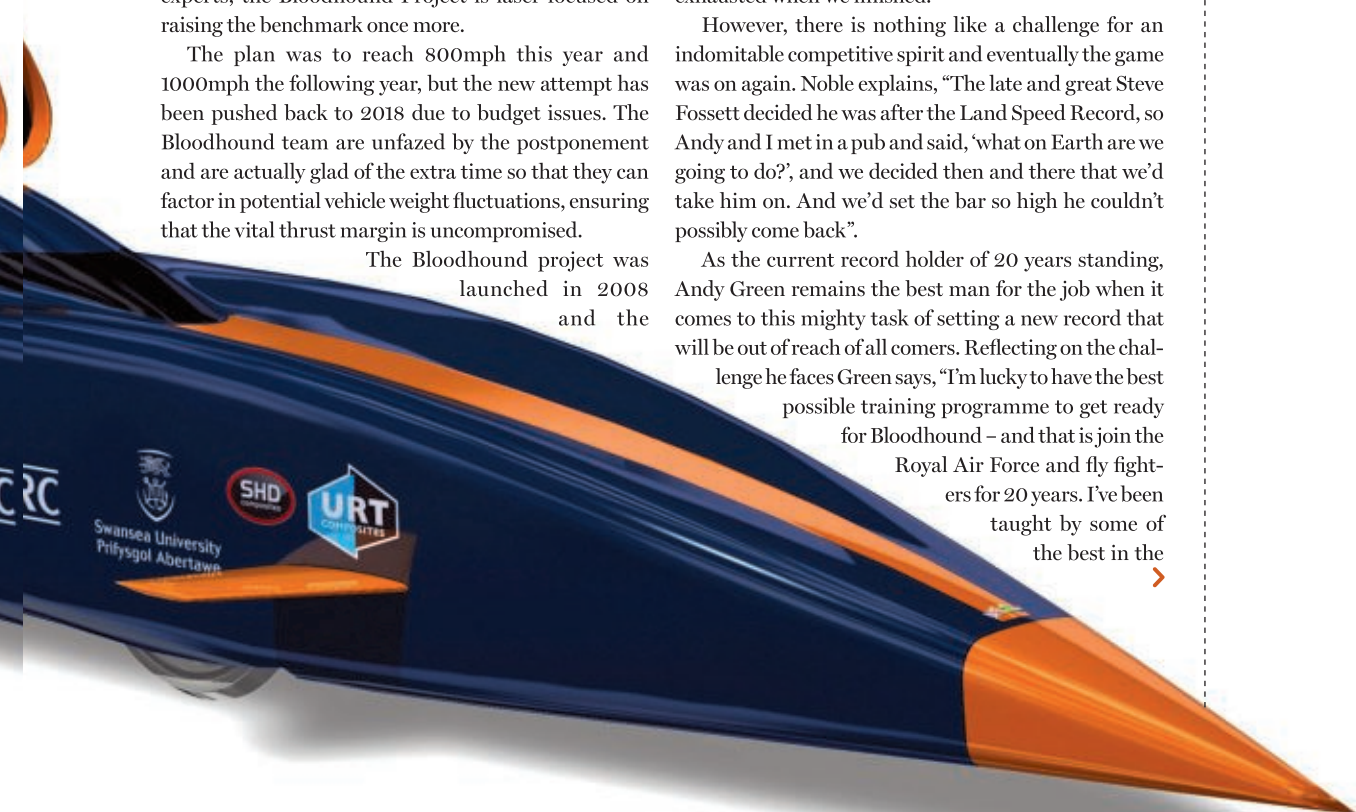 raising the benchmark once more.
The plan was to reach 800mph this year and
1000mph the following year, but the new attempt has
been pushed back to 2018 due to budget issues. The
Bloodhound team are unfazed by the postponement
and are actually glad of the extra time so that they can
factor in potential vehicle weight fluctuations, ensuring
that the vital thrust margin is uncompromised.
The Bloodhound project was
launched in 2008
and the
However, there is nothing like a challenge for an
indomitable competitive spirit and eventually the game
was on again. Noble explains, “The late and great Steve
Fossett decided he was after the Land Speed Record, so
Andy and I met in a pub and said, ‘what on Earth are we
going to do?’, and we decided then and there that we’d
take him on. And we’d set the bar so high he couldn’t
possibly come back”.
As the current record holder of 20 years standing,
Andy Green remains the best man for the job when it
comes to this mighty task of setting a new record that
will be out of reach of all comers. Reflecting on the chal-
lenge he faces Green says, “I’m lucky to have the best
possible training programme to get ready
for Bloodhound – and that is join the
Royal Air Force and fly fight-
ers for 20 years. I’ve been
taught by some of
the best in the
RC
Swansea University
Prifysgol Abertawe
SHD
composites
URT
COMPOSITES